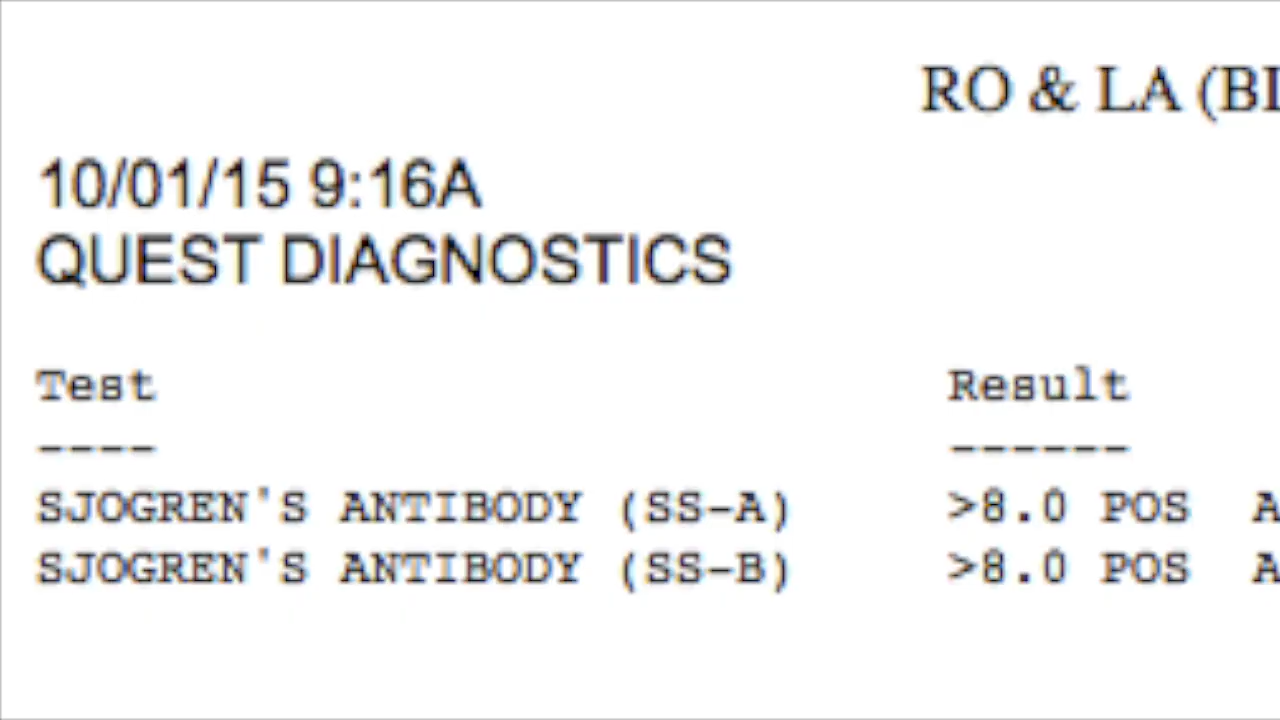 RO & LA (BL
10/01/15 9:16A
QUEST DIAGNOSTICS
Test Result
---- ------
SJOGREN'S ANTIBODY (SS-A) >8.0 POS A
SJOGREN'S ANTIBODY (SS-B) >8.0 POS A